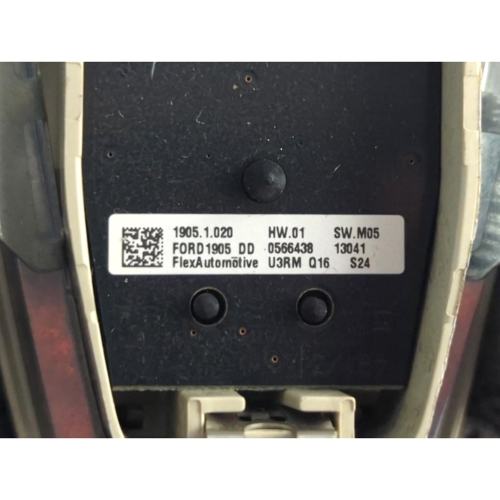 1905.1.020 HW.01 SW.M05
FORD1905 DD 0566438 13041
FlexAutomotive U3RM Q16 S24